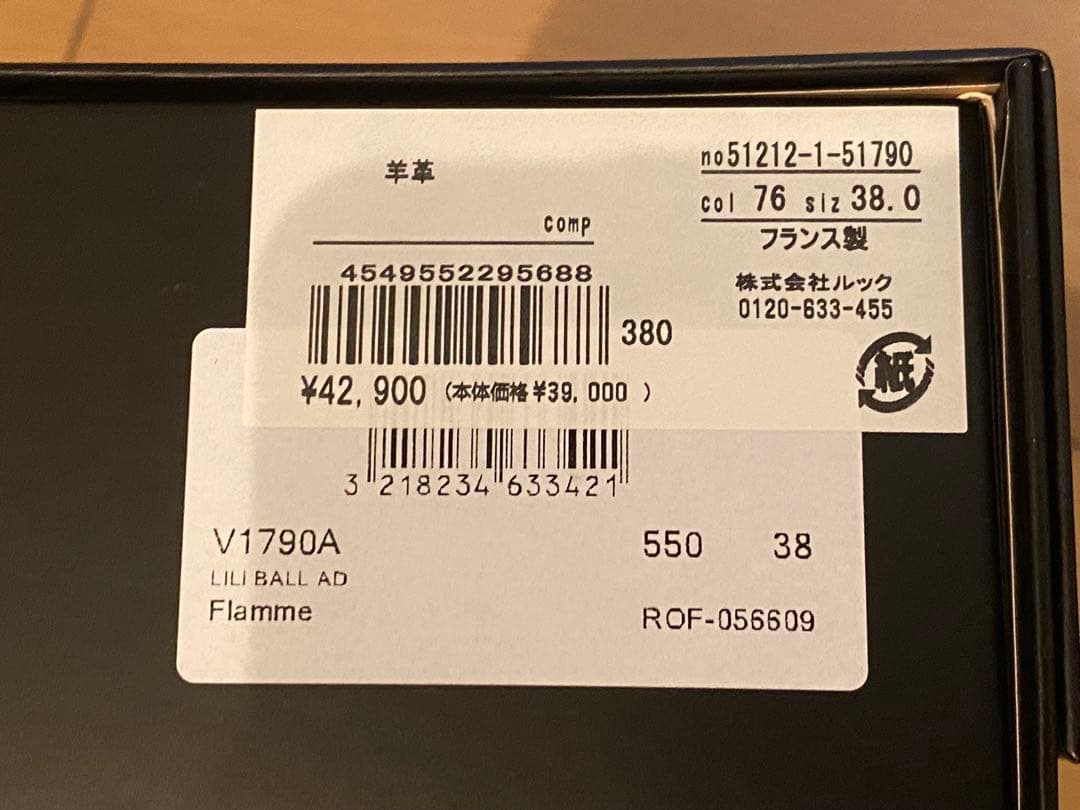 羊革
comp
no51212-1-51790
col 76 siz 38.0
フランス製
株式会社ルック
0120-633-455
4549552295688
380
¥42,900 (本体価格¥39,000 )
紙
3 218234 633421
V1790A 550 38
LILI BALL AD
Flamme
ROF-056609